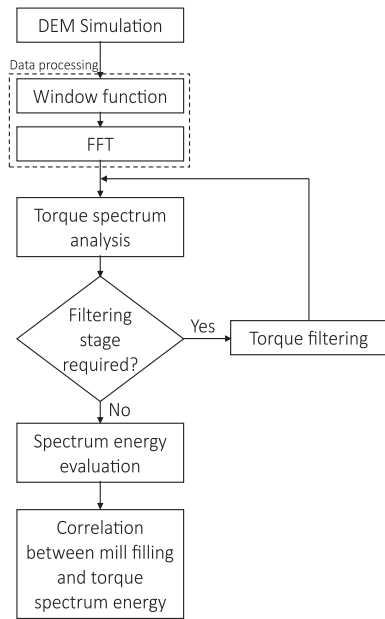 DEM Simulation
Data processing
Window function
FFT
Torque spectrum
analysis
Filtering
stage
required?
Yes
Torque filtering
No
Spectrum energy
evaluation
Correlation
between mill filling
and torque
spectrum energy